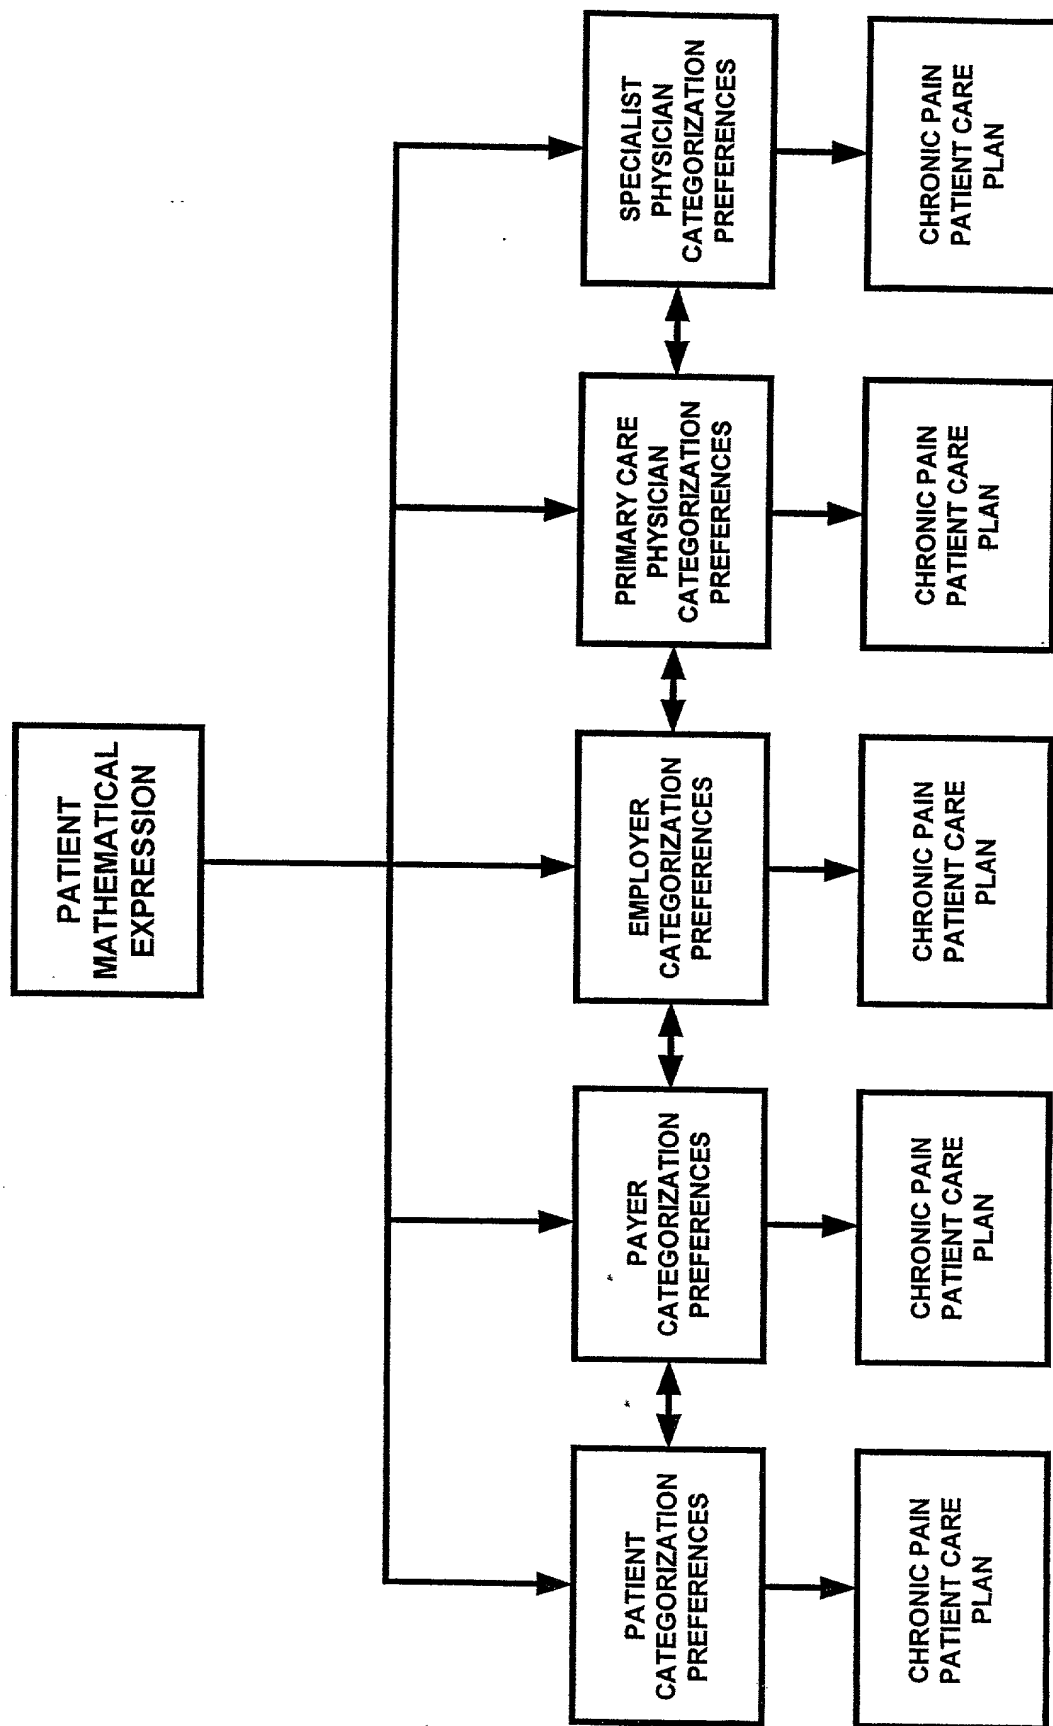 PATIENT
MATHEMATICAL
EXPRESSION
PATIENT
CATEGORIZATION
PREFERENCES
PAYER
CATEGORIZATION
PREFERENCES
EMPLOYER
CATEGORIZATION
PREFERENCES
PRIMARY CARE
PHYSICIAN
CATEGORIZATION
PREFERENCES
SPECIALIST
PHYSICIAN
CATEGORIZATION
PREFERENCES
CHRONIC PAIN
PATIENT CARE
PLAN
CHRONIC PAIN
PATIENT CARE
PLAN
CHRONIC PAIN
PATIENT CARE
PLAN
CHRONIC PAIN
PATIENT CARE
PLAN
CHRONIC PAIN
PATIENT CARE
PLAN